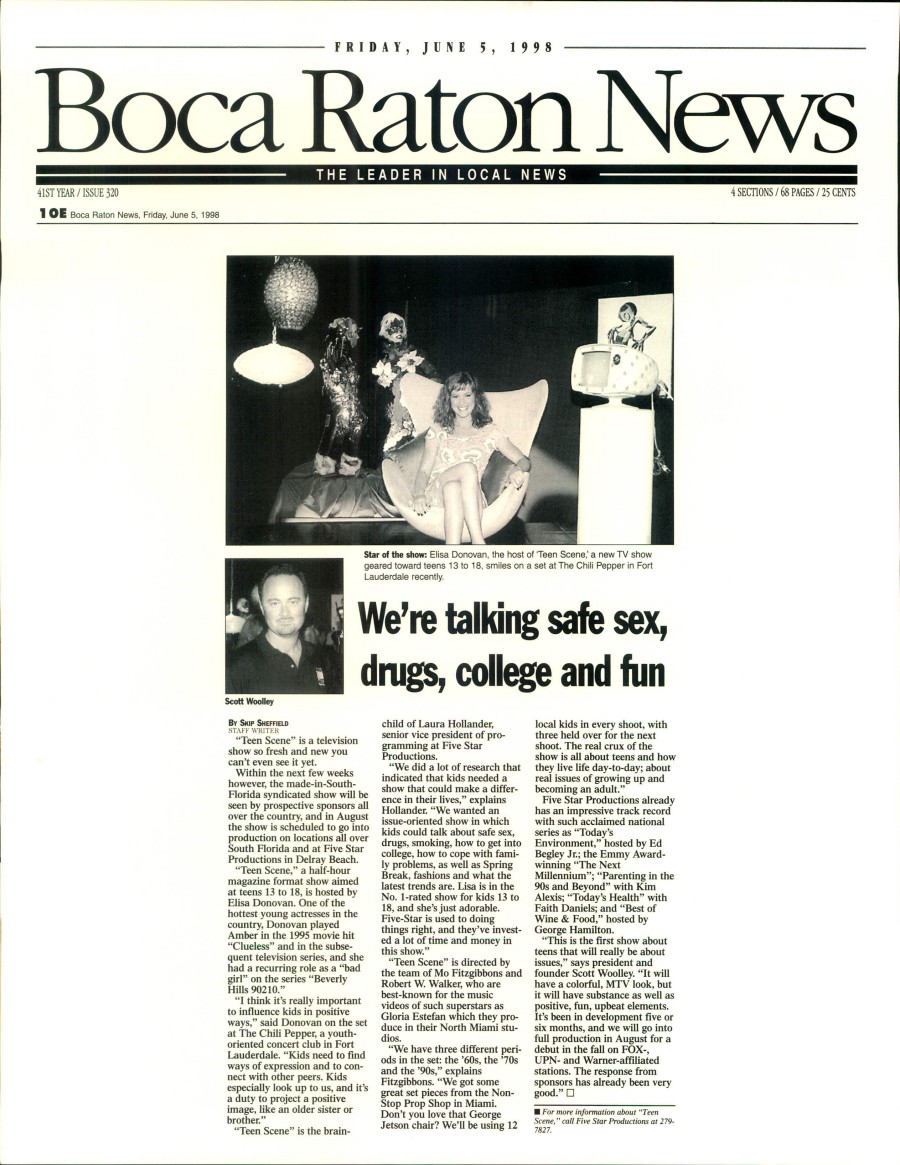 FRIDAY, JUNE 5, 1998
Boca Raton News
THE LEADER IN LOCAL NEWS
41ST YEAR / ISSUE 320
4 SECTIONS / 68 PAGES / 25 CENTS
10E Boca Raton News, Friday, June 5, 1998
Star of the show: Elisa Donovan, the host of 'Teen Scene,' a new TV show
geared toward teens 13 to 18, smiles on a set at The Chili Pepper in Fort
Lauderdale recently.
We're talking safe sex,
drugs, college and fun
Scott Woolley
BY SKIP SHEFFIELD
STAFF WRITER
"Teen Scene" is a television
show so fresh and new you
can't even see it yet.
Within the next few weeks
however, the made-in-South-
Florida syndicated show will be
seen by prospective sponsors all
over the country, and in August
the show is scheduled to go into
production on locations all over
South Florida and at Five Star
Productions in Delray Beach.
"Teen Scene," a half-hour
magazine format show aimed
at teens 13 to 18, is hosted by
Elisa Donovan. One of the
hottest young actresses in the
country, Donovan played
Amber in the 1995 movie hit
"Clueless" and in the subse-
quent television series, and she
had a recurring role as a "bad
girl" on the series "Beverly
Hills 90210."
"I think it's really important
to influence kids in positive
ways," said Donovan on the set
at The Chili Pepper, a youth-
oriented concert club in Fort
Lauderdale. "Kids need to find
ways of expression and to con-
nect with other peers. Kids
especially look up to us, and it's
a duty to project a positive
image, like an older sister or
brother."
"Teen Scene" is the brain-
child of Laura Hollander,
senior vice president of pro-
gramming at Five Star
Productions.
"We did a lot of research that
indicated that kids needed a
show that could make a differ-
ence in their lives," explains
Hollander. "We wanted an
issue-oriented show in which
kids could talk about safe sex,
drugs, smoking, how to get into
college, how to cope with fami-
ly problems, as well as Spring
Break, fashions and what the
latest trends are. Lisa is in the
No. 1-rated show for kids 13 to
18, and she's just adorable.
Five-Star is used to doing
things right, and they've invest-
ed a lot of time and money in
this show."
"Teen Scene" is directed by
the team of Mo Fitzgibbons and
Robert W. Walker, who are
best-known for the music
videos of such superstars as
Gloria Estefan which they pro-
duce in their North Miami stu-
dios.
"We have three different peri-
ods in the set: the '60s, the '70s
and the '90s," explains
Fitzgibbons. "We got some
great set pieces from the Non-
Stop Prop Shop in Miami.
Don't you love that George
Jetson chair? We'll be using 12
local kids in every shoot, with
three held over for the next
shoot. The real crux of the
show is all about teens and how
they live life day-to-day; about
real issues of growing up and
becoming an adult."
Five Star Productions already
has an impressive track record
with such acclaimed national
series as "Today's
Environment," hosted by Ed
Begley Jr.; the Emmy Award-
winning "The Next
Millennium"; "Parenting in the
90s and Beyond" with Kim
Alexis; "Today's Health" with
Faith Daniels; and "Best of
Wine & Food," hosted by
George Hamilton.
"This is the first show about
teens that will really be about
issues," says president and
founder Scott Woolley. "It will
have a colorful, MTV look, but
it will have substance as well as
positive, fun, upbeat elements.
It's been in development five or
six months, and we will go into
full production in August for a
debut in the fall on FOX-,
UPN- and Warner-affiliated
stations. The response from
sponsors has already been very
good." □
■ For more information about "Teen
Scene," call Five Star Productions at 279-
7827.